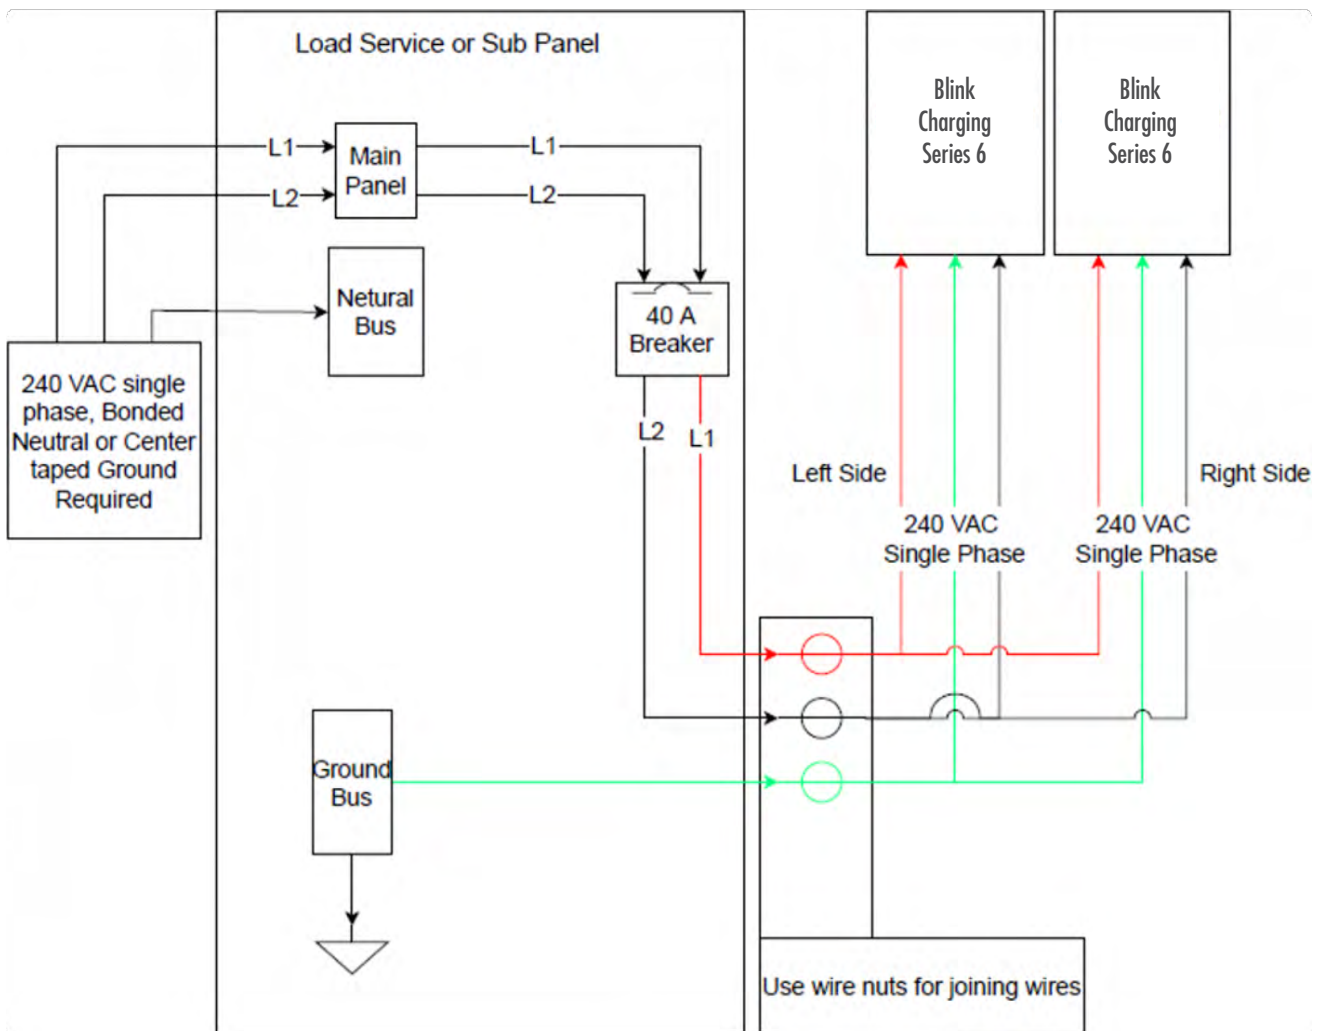 Load Service or Sub Panel
Blink
Charging
Series 6
Blink
Charging
Series 6
L1
Main
Panel
L1
L2
L2
Netural
Bus
40 A
Breaker
240 VAC single
phase, Bonded
Neutral or Center
taped Ground
Required
L2
L1
Left Side
Right Side
240 VAC
Single Phase
240 VAC
Single Phase
Ground
Bus
Use wire nuts for joining wires